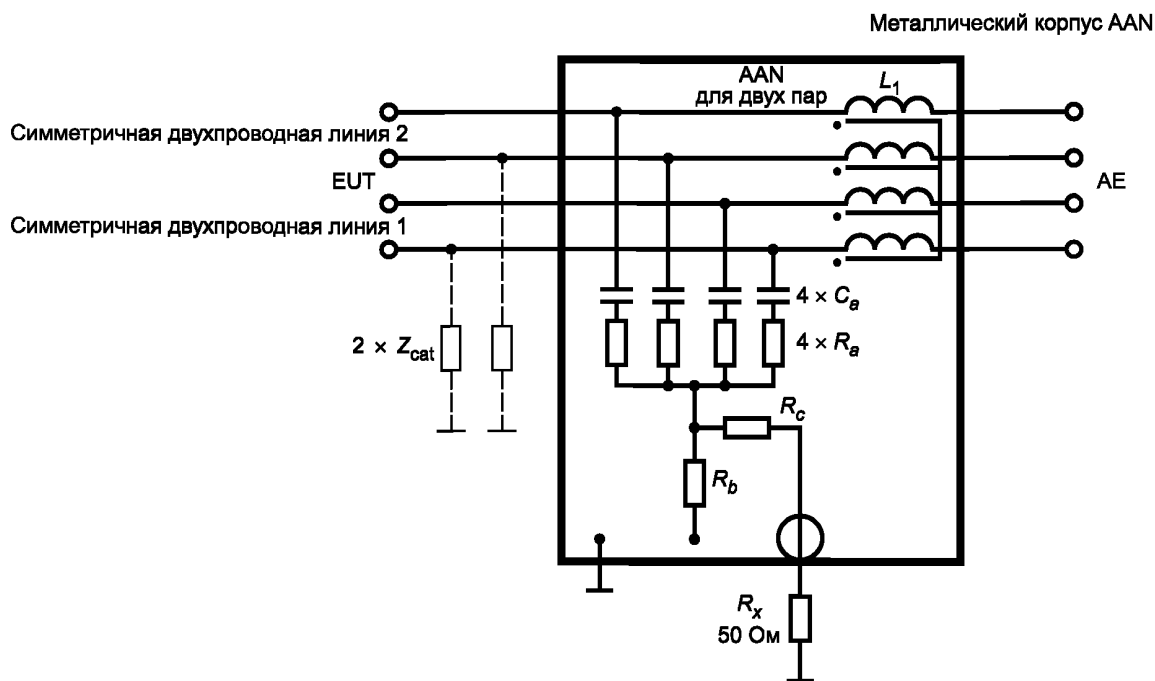 Металлический корпус AAN
AAN
для двух пар
L1
Симметричная двухпроводная линия 2
EUT
AE
Симметричная двухпроводная линия 1
4 × Ca
2 × Zcat
4 × Ra
Rc
Rb
Rx
50 Ом